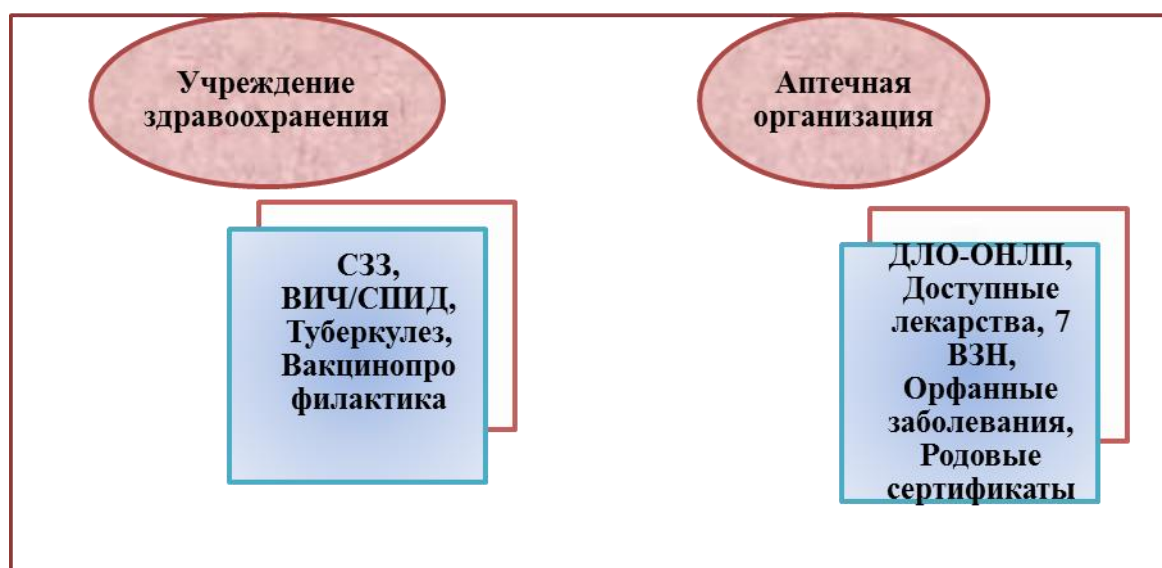 Учреждение
здравоохранения
Аптечная
организация
СЗЗ,
ВИЧ/СПИД,
Туберкулез,
Вакцинопро
филактика
ДЛО-ОНЛП,
Доступные
лекарства, 7
ВЗН,
Орфанные
заболевания,
Родовые
сертификаты